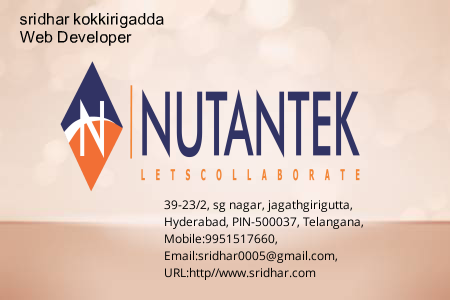 sridhar kokkirigadda
Web Developer
N
NUTANTEK
LETSCOLLABORATE
39-23/2, sg nagar, jagathgirigutta,
Hyderabad, PIN-500037, Telangana,
Mobile:9951517660,
Email:sridhar0005@gmail.com,
URL:http//www.sridhar.com